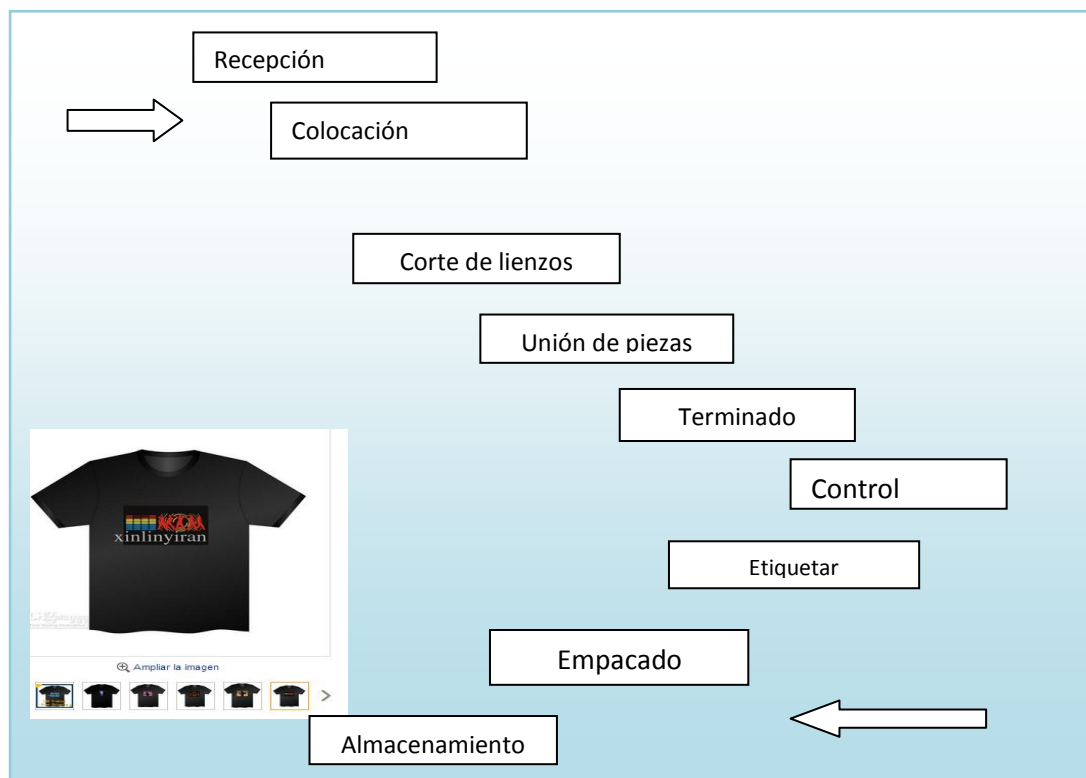 Recepción
Colocación
Corte de lienzos
Unión de piezas
Terminado
Control
xinlinyiran
Etiquetar
Empacado
Ampliar la imagen
Almacenamiento